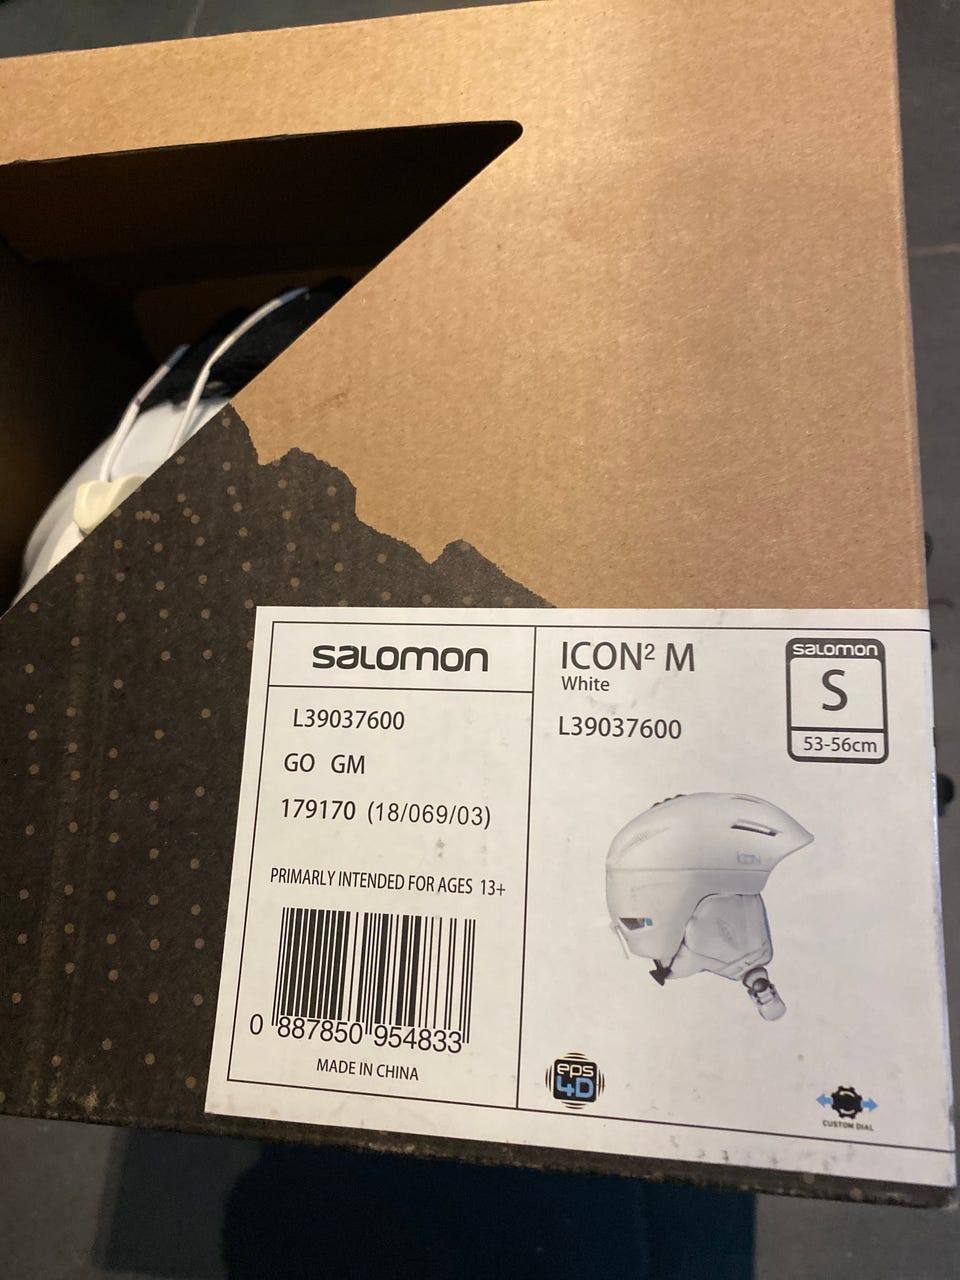 salomon
L39037600
GO GM
179170 (18/069/03)
PRIMARLY INTENDED FOR AGES 13+
0 887850 954833
MADE IN CHINA
ICON² M
White
L39037600
salomon
S
53-56cm
ICON
eps
4D
CUSTOM DIAL